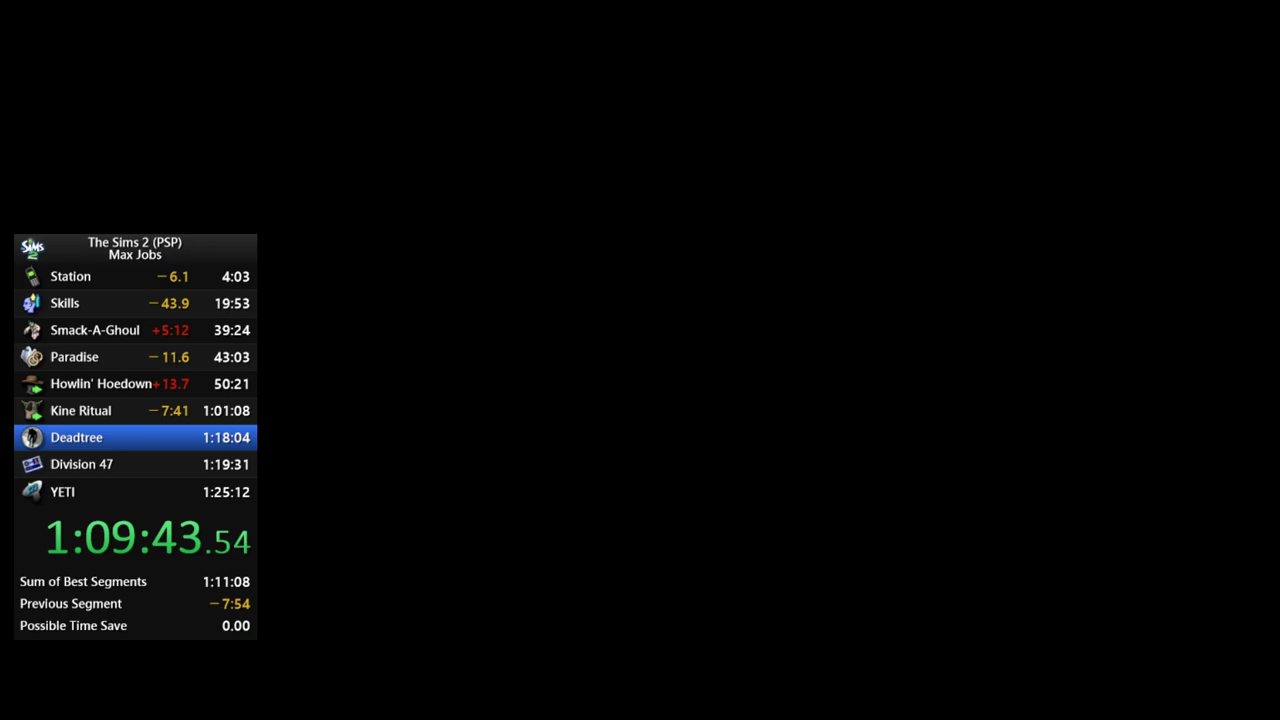 The Sims 2 (PSP)
Max Jobs
Station −6.1 4:03
Skills −43.9 19:53
Smack-A-Ghoul +5:12 39:24
Paradise −11.6 43:03
Howlin' Hoedown +13.7 50:21
Kine Ritual −7:41 1:01:08
Deadtree 1:18:04
Division 47 1:19:31
YETI 1:25:12
1:09:43.54
Sum of Best Segments 1:11:08
Previous Segment −7:54
Possible Time Save 0.00